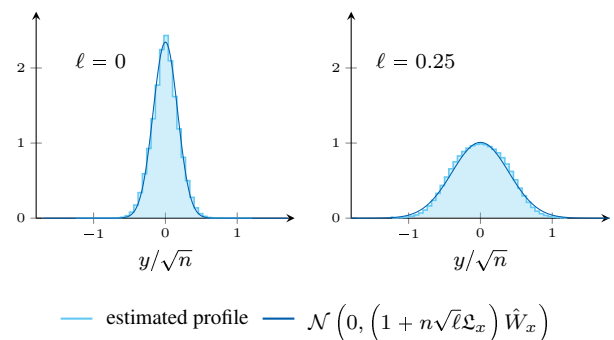 ℓ = 0
ℓ = 0.25
2
1
0
−1 0 1
y/√n
2
1
0
−1 0 1
y/√n
estimated profile
𝒩 (0, (1 + n√ℓ𝔏ₓ) Ŵₓ)